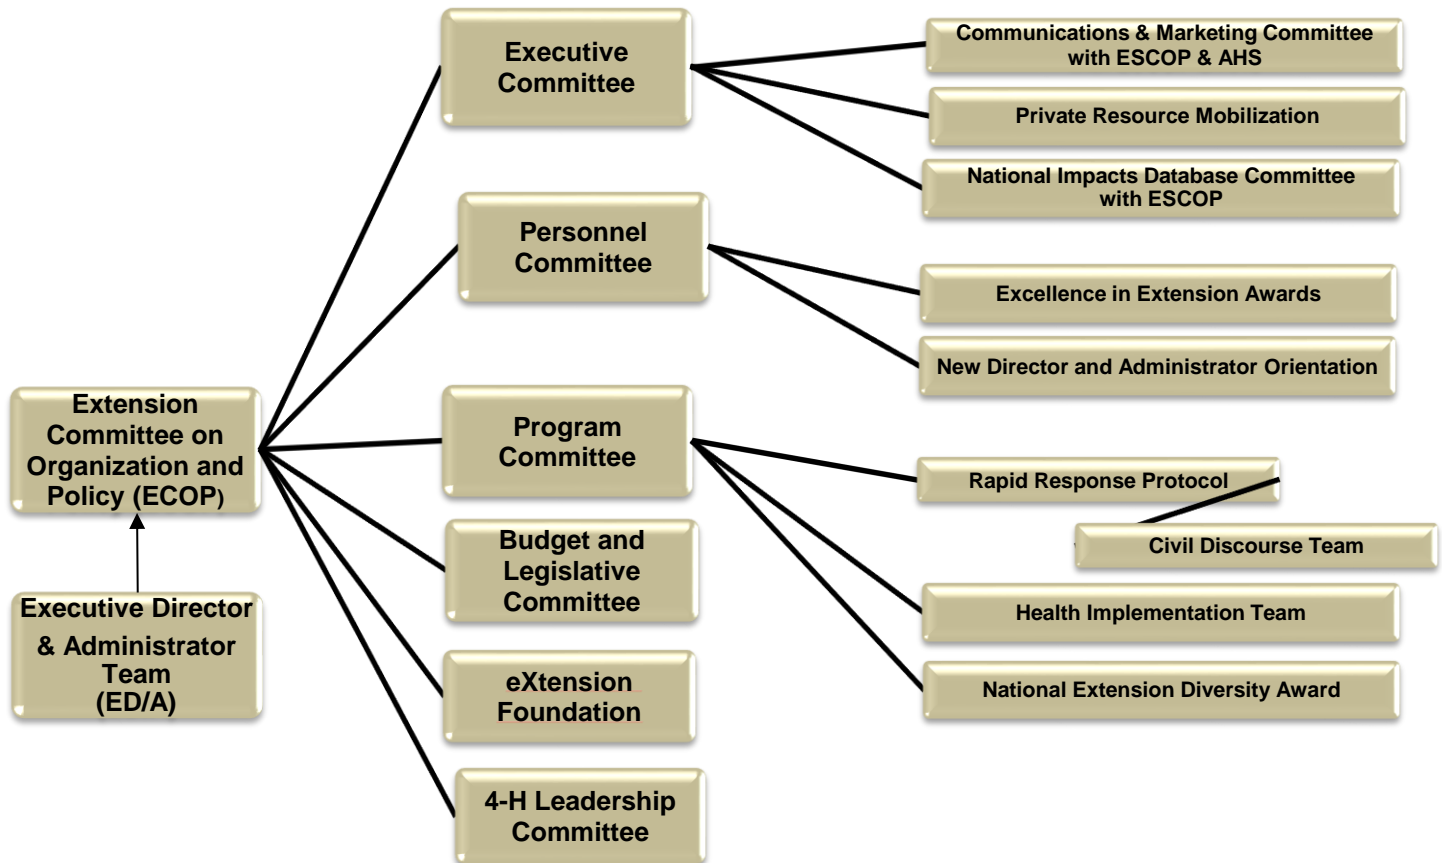 Extension
Committee on
Organization and
Policy (ECOP)
Executive Director
& Administrator
Team
(ED/A)
Executive
Committee
Personnel
Committee
Program
Committee
Budget and
Legislative
Committee
eXtension
Foundation
4-H Leadership
Committee
Communications & Marketing Committee
with ESCOP & AHS
Private Resource Mobilization
National Impacts Database Committee
with ESCOP
Excellence in Extension Awards
New Director and Administrator Orientation
Rapid Response Protocol
Civil Discourse Team
Health Implementation Team
National Extension Diversity Award